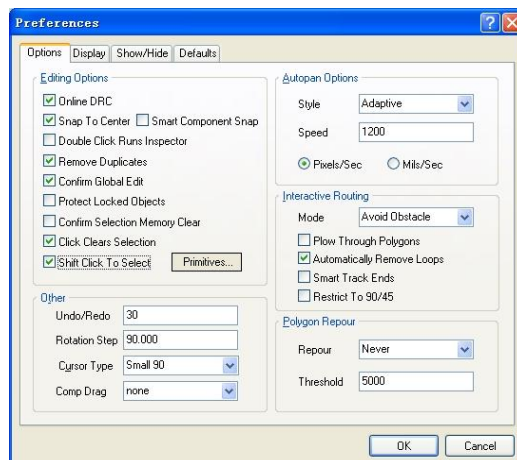 Preferences
Options Display Show/Hide Defaults
Editing Options
Online DRC
Snap To Center Smart Component Snap
Double Click Runs Inspector
Remove Duplicates
Confirm Global Edit
Protect Locked Objects
Confirm Selection Memory Clear
Click Clears Selection
Shift Click To Select Primitives...
Other
Undo/Redo 30
Rotation Step 90.000
Cursor Type Small 90
Comp Drag none
Autopan Options
Style Adaptive
Speed 1200
Pixels/Sec Mils/Sec
Interactive Routing
Mode Avoid Obstacle
Plow Through Polygons
Automatically Remove Loops
Smart Track Ends
Restrict To 90/45
Polygon Repour
Repour Never
Threshold 5000
OK Cancel